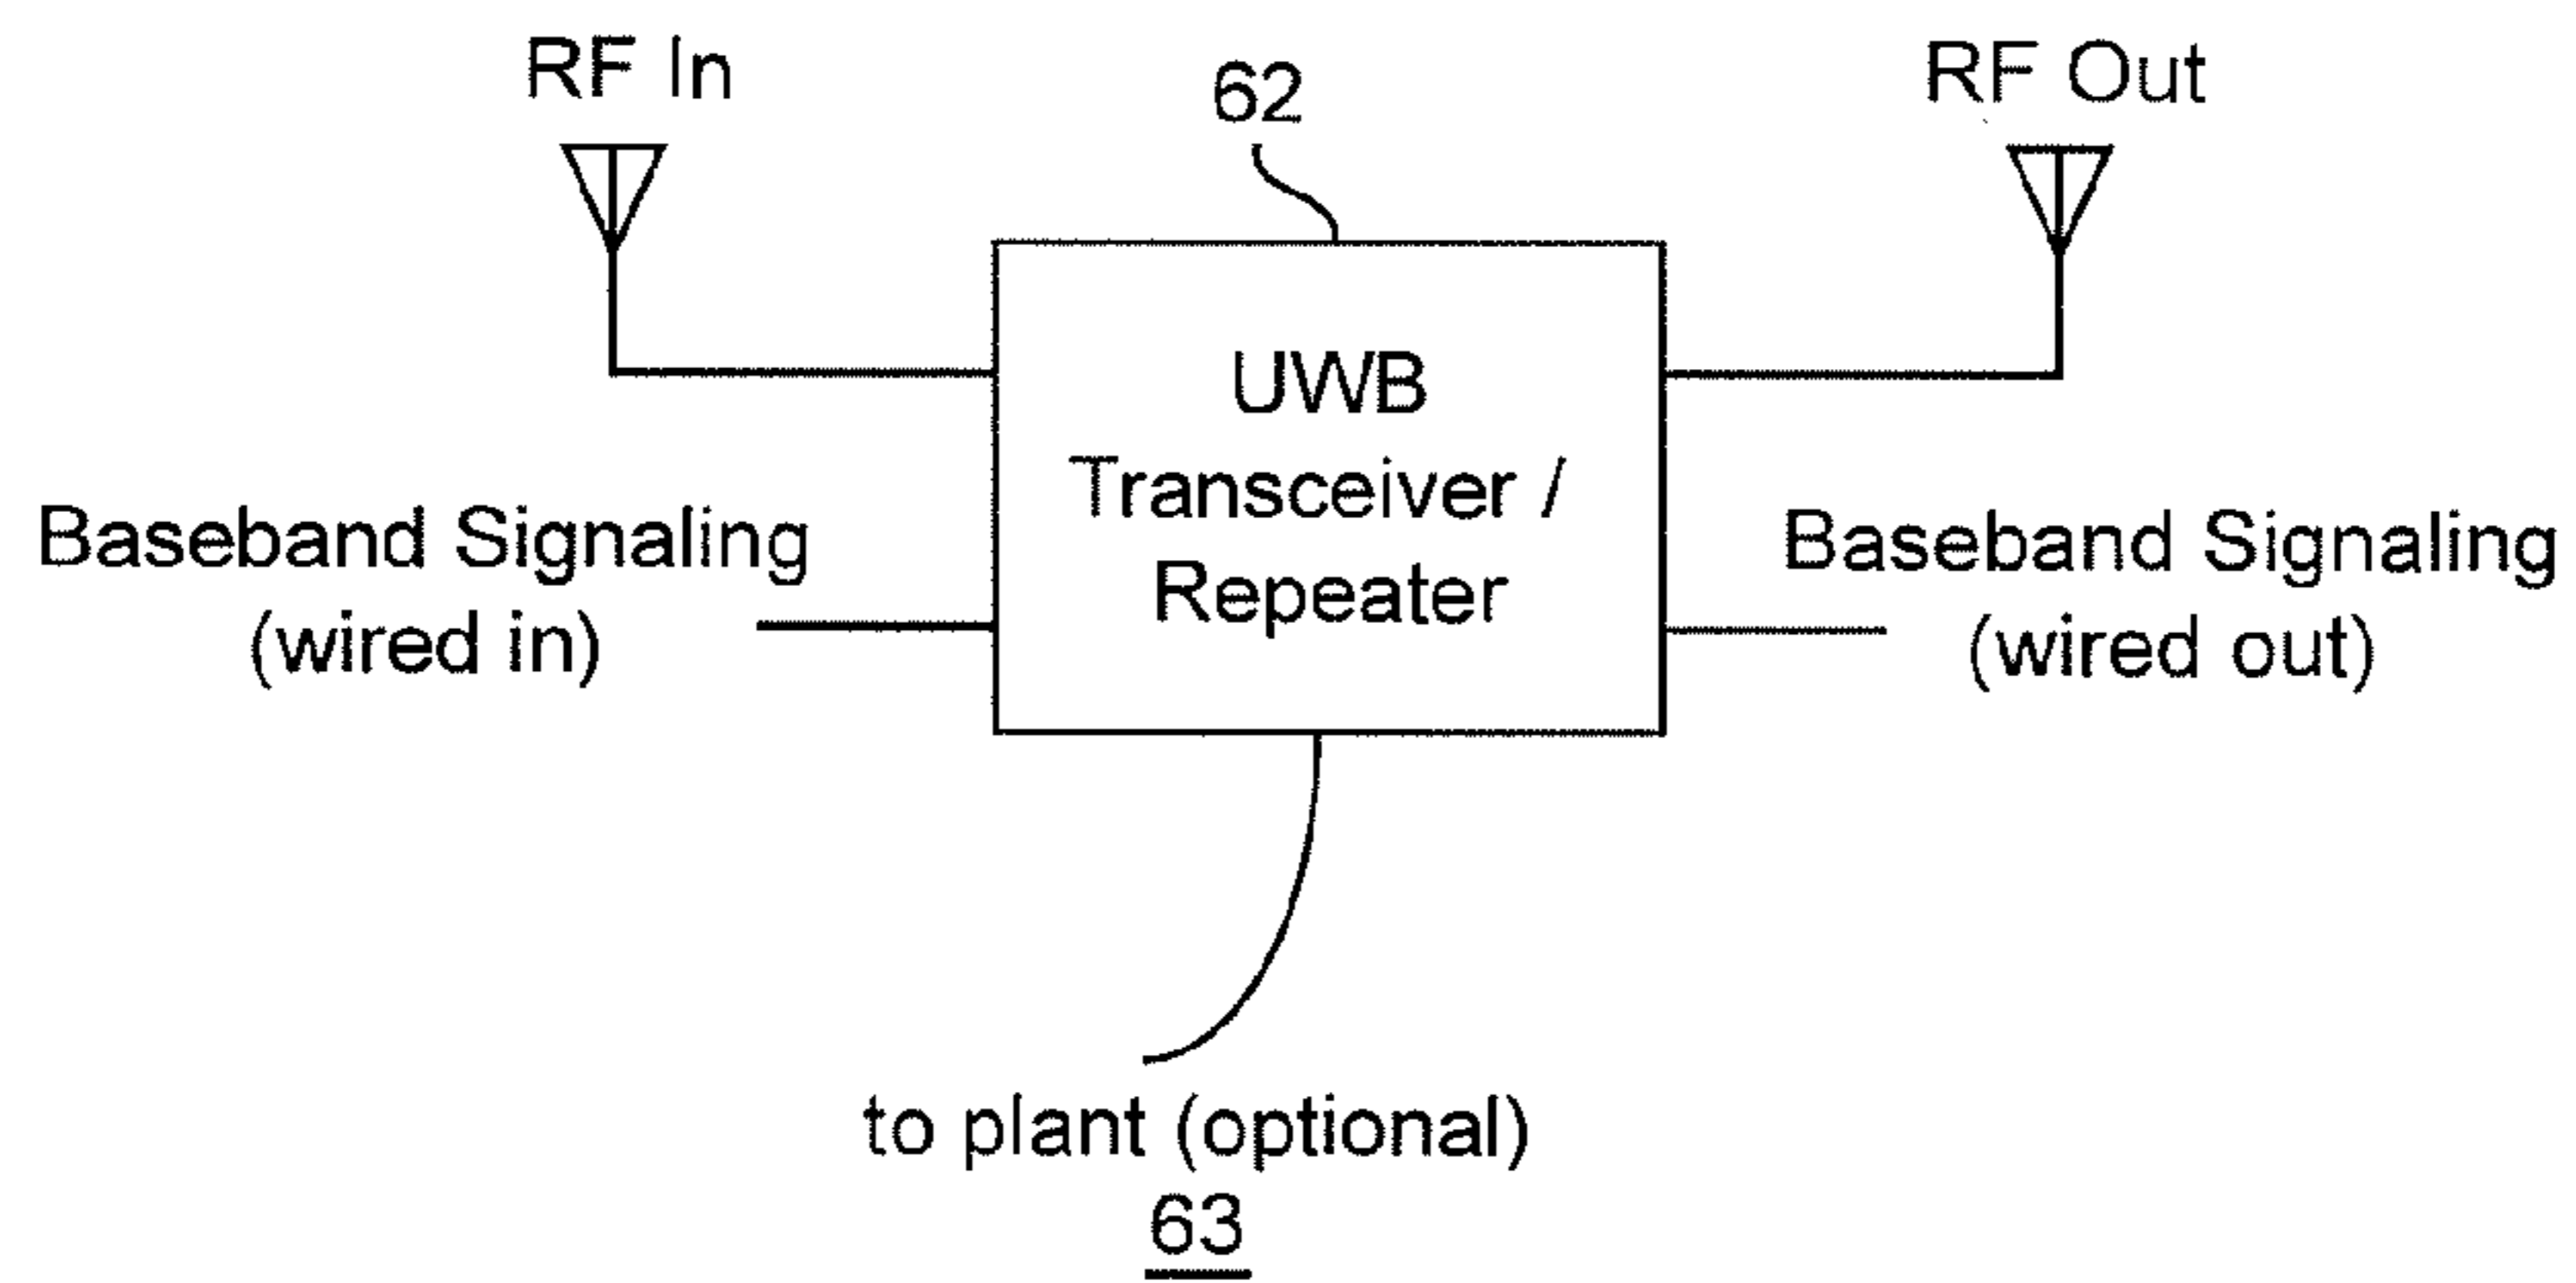 RF In
62
RF Out
UWB
Transceiver /
Repeater
Baseband Signaling
(wired in)
Baseband Signaling
(wired out)
to plant (optional)
63